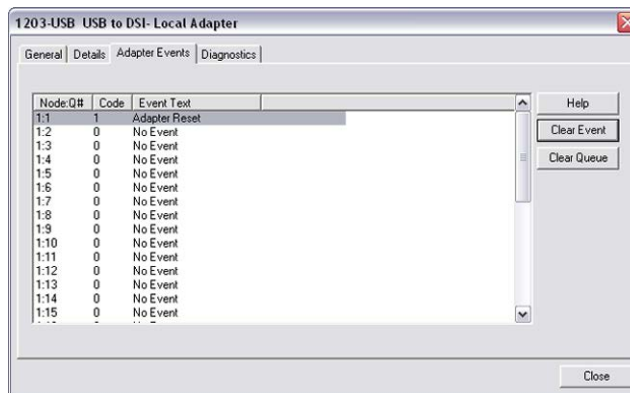 1203-USB USB to DSI- Local Adapter
General Details Adapter Events Diagnostics
Node:Q# Code Event Text
1:1 1 Adapter Reset
1:2 0 No Event
1:3 0 No Event
1:4 0 No Event
1:5 0 No Event
1:6 0 No Event
1:7 0 No Event
1:8 0 No Event
1:9 0 No Event
1:10 0 No Event
1:11 0 No Event
1:12 0 No Event
1:13 0 No Event
1:14 0 No Event
1:15 0 No Event
Help
Clear Event
Clear Queue
Close